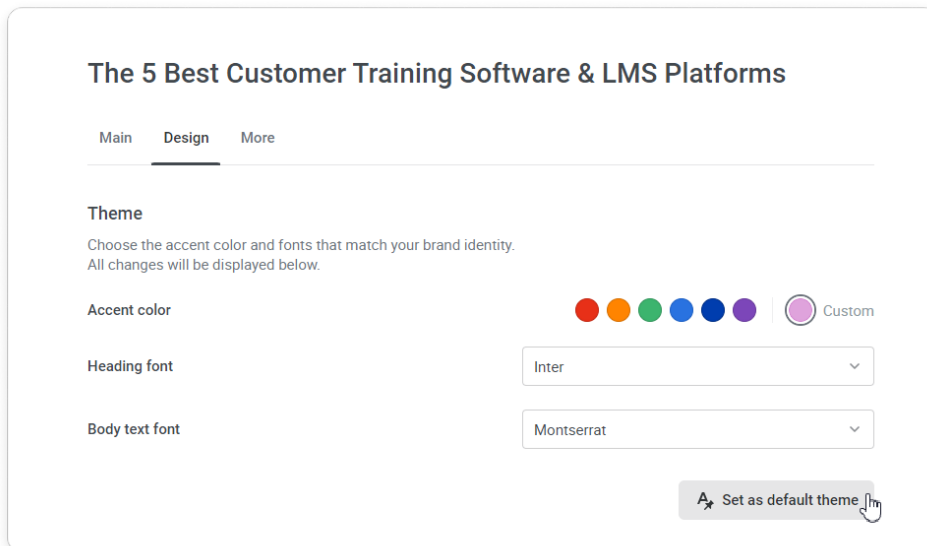 The 5 Best Customer Training Software & LMS Platforms
Main Design More
Theme
Choose the accent color and fonts that match your brand identity.
All changes will be displayed below.
Accent color Custom
Heading font Inter
Body text font Montserrat
Set as default theme